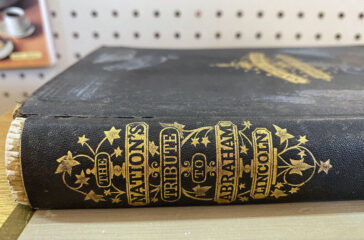 THE
NATION'S
TRIBUTE
TO
ABRAHAM
LINCOLN